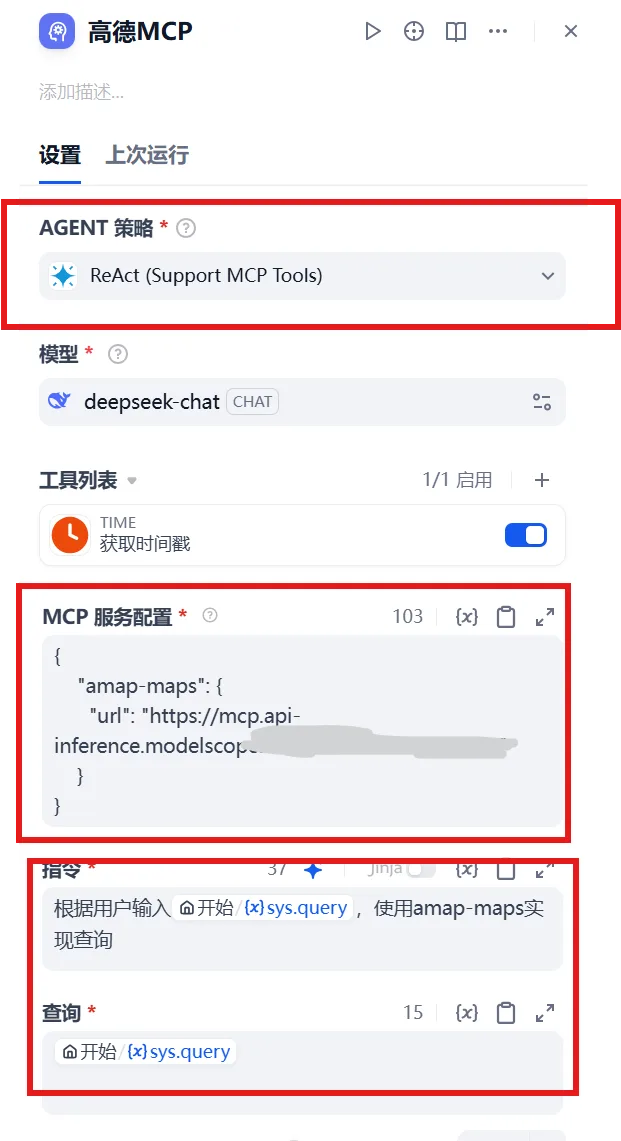 高德MCP
添加描述...
设置 上次运行
AGENT 策略 * ?
ReAct (Support MCP Tools)
模型 * ?
deepseek-chat CHAT
工具列表 1/1 启用 +
TIME
获取时间戳
MCP 服务配置 * ? 103 {x}
{
"amap-maps": {
"url": "https://mcp.api-
inference.modelscope
}
}
指令 * 37 Jinja {x}
根据用户输入 开始/{x}sys.query ，使用amap-maps实
现查询
查询 * 15 {x}
开始/{x}sys.query